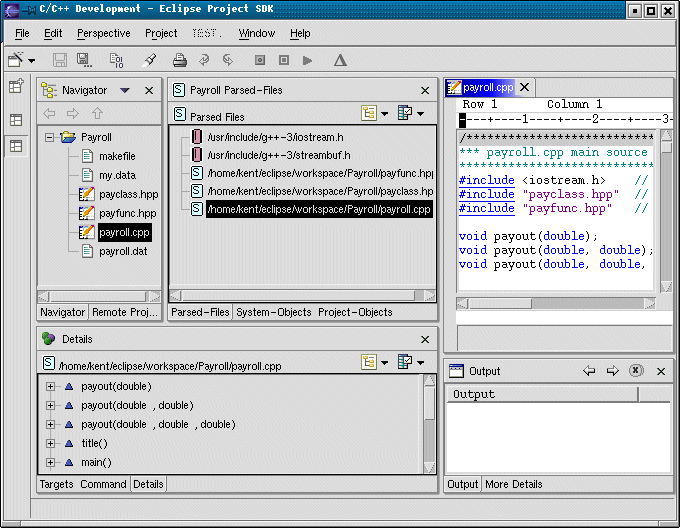 C/C++ Development - Eclipse Project SDK
File Edit Perspective Project TEST. Window Help
Navigator
Payroll
makefile
my.data
payclass.hpp
payfunc.hpp
payroll.cpp
payroll.dat
Navigator Remote Proj...
Payroll Parsed-Files
Parsed Files
/usr/include/g++-3/iostream.h
/usr/include/g++-3/streambuf.h
/home/kent/eclipse/workspace/Payroll/payfunc.hpp
/home/kent/eclipse/workspace/Payroll/payclass.hpp
/home/kent/eclipse/workspace/Payroll/payroll.cpp
Parsed-Files System-Objects Project-Objects
payroll.cpp
Row 1 Column 1
----+----1----+----2----+----3-
/***************************
*** payroll.cpp main source
****************************
#include <iostream.h> //
#include "payclass.hpp" //
#include "payfunc.hpp" //
void payout(double);
void payout(double, double);
void payout(double, double,
Details
/home/kent/eclipse/workspace/Payroll/payroll.cpp
payout(double)
payout(double , double)
payout(double , double , double)
title()
main()
Targets Command Details
Output
Output
Output More Details